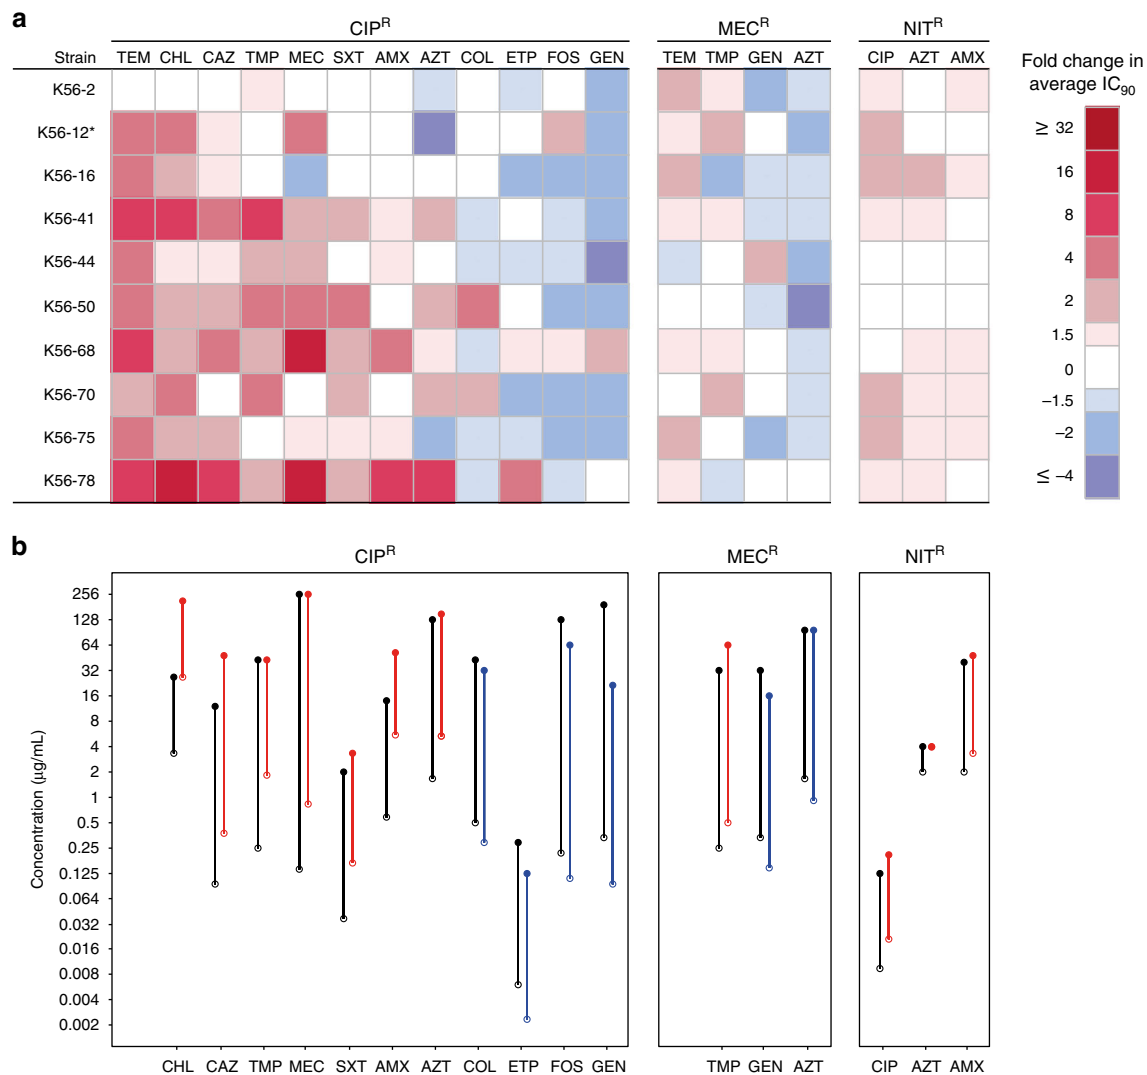 a
CIPR MECR NITR
Strain TEM CHL CAZ TMP MEC SXT AMX AZT COL ETP FOS GEN TEM TMP GEN AZT CIP AZT AMX
Fold change in
average IC90
K56-2
K56-12*
K56-16
K56-41
K56-44
K56-50
K56-68
K56-70
K56-75
K56-78
≥ 32
16
8
4
2
1.5
0
−1.5
−2
≤ −4
b
CIPR MECR NITR
Concentration (µg/mL)
256
128
64
32
16
8
4
2
1
0.5
0.25
0.125
0.064
0.032
0.016
0.008
0.004
0.002
CHL CAZ TMP MEC SXT AMX AZT COL ETP FOS GEN TMP GEN AZT CIP AZT AMX